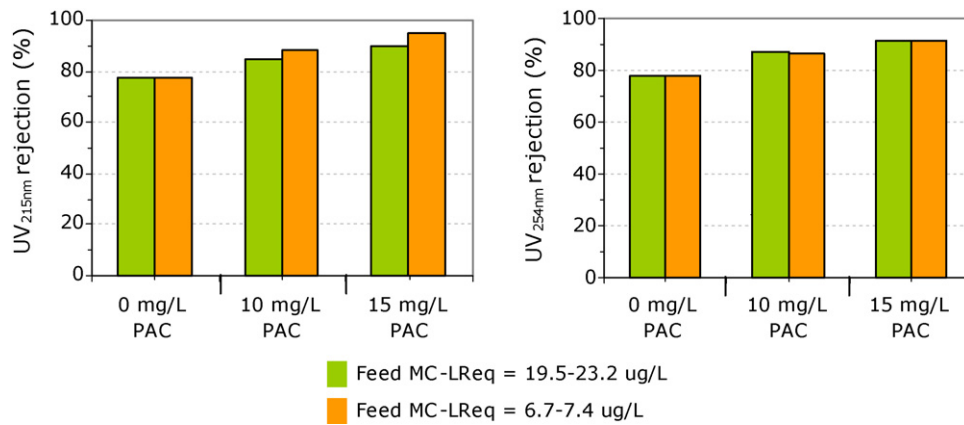 UV215nm rejection (%)
100
80
60
40
20
0
0 mg/L
PAC
10 mg/L
PAC
15 mg/L
PAC
UV254nm rejection (%)
100
80
60
40
20
0
0 mg/L
PAC
10 mg/L
PAC
15 mg/L
PAC
Feed MC-LReq = 19.5-23.2 ug/L
Feed MC-LReq = 6.7-7.4 ug/L